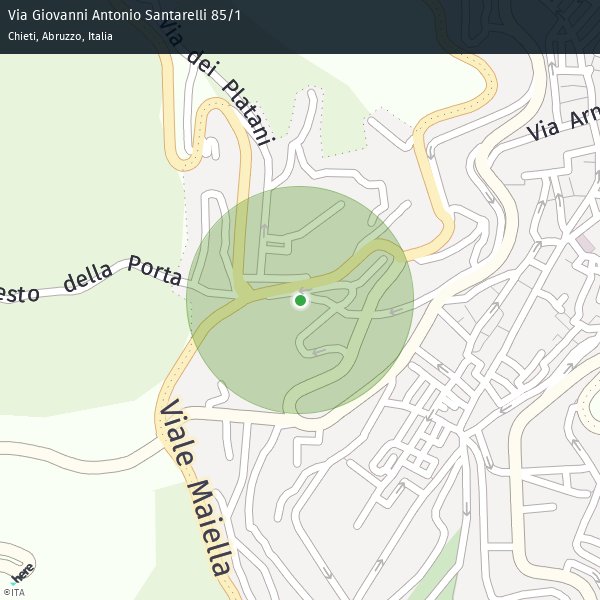 Via Giovanni Antonio Santarelli 85/1
Chieti, Abruzzo, Italia
Via dei Platani
Via Arn
esto della Porta
Viale Maiella
here
©ITA